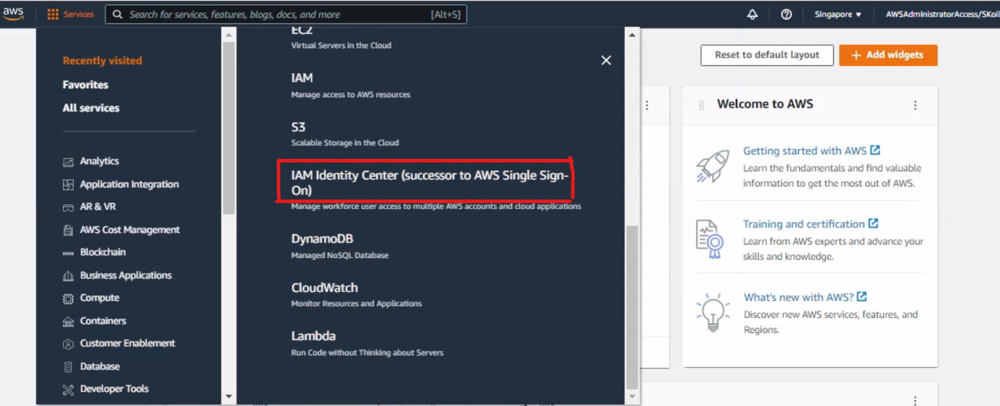 aws
Services
Search for services, features, blogs, docs, and more
[Alt+S]
Singapore
AWSAdministratorAccess/SKoil
Recently visited
Favorites
All services
Analytics
Application Integration
AR & VR
AWS Cost Management
Blockchain
Business Applications
Compute
Containers
Customer Enablement
Database
Developer Tools
EC2
Virtual Servers in the Cloud
IAM
Manage access to AWS resources
S3
Scalable Storage in the Cloud
IAM Identity Center (successor to AWS Single Sign-
On)
Manage workforce user access to multiple AWS accounts and cloud applications
DynamoDB
Managed NoSQL Database
CloudWatch
Monitor Resources and Applications
Lambda
Run Code without Thinking about Servers
Reset to default layout
+ Add widgets
Welcome to AWS
Getting started with AWS
Learn the fundamentals and find valuable
information to get the most out of AWS.
Training and certification
Learn from AWS experts and advance your
skills and knowledge.
What's new with AWS?
Discover new AWS services, features, and
Regions.